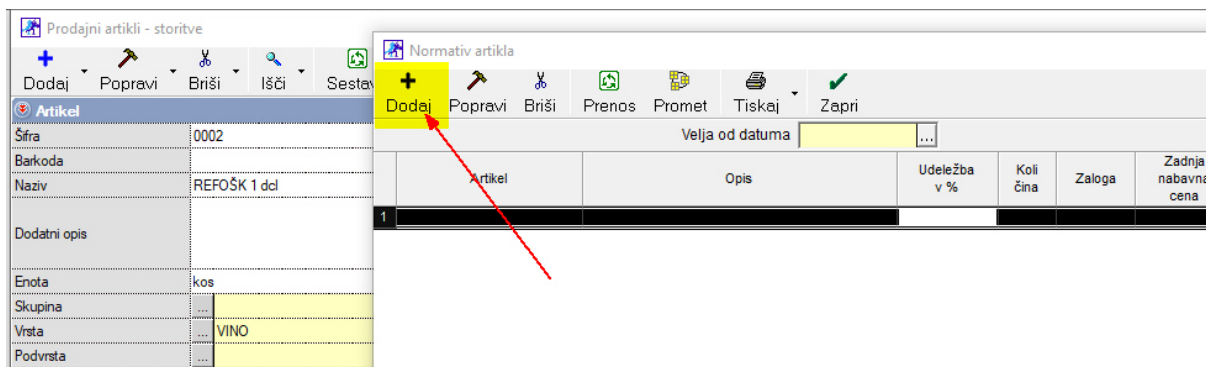 Prodajni artikli - storitve
Dodaj Popravi Briši Išči
Artikel
Šifra 0002
Barkoda
Naziv REFOŠK 1 dcl
Dodatni opis
Enota kos
Skupina ...
Vrsta ... VINO
Podvrsta ...
Normativ artikla
Dodaj Popravi Briši Prenos Promet Tiskaj Zapri
Velja od datuma ...
Artikel Opis Udeležba v % Koli čina Zaloga Zadnja nabavna cena
1